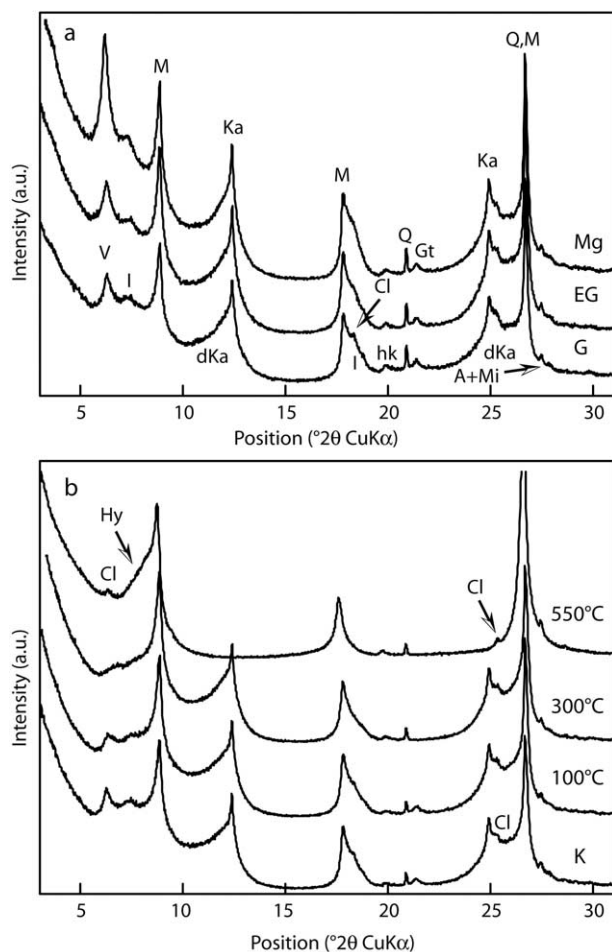 a
Q,M
M
Ka
M
Ka
Q
Gt
Mg
V
I
Cl
EG
dKa
I
hk
dKa
G
A+Mi
Intensity (a.u.)
5 10 15 20 25 30
Position (°2θ CuKα)
b
Hy
Cl
Cl
550°C
300°C
100°C
Cl
K
Intensity (a.u.)
5 10 15 20 25 30
Position (°2θ CuKα)